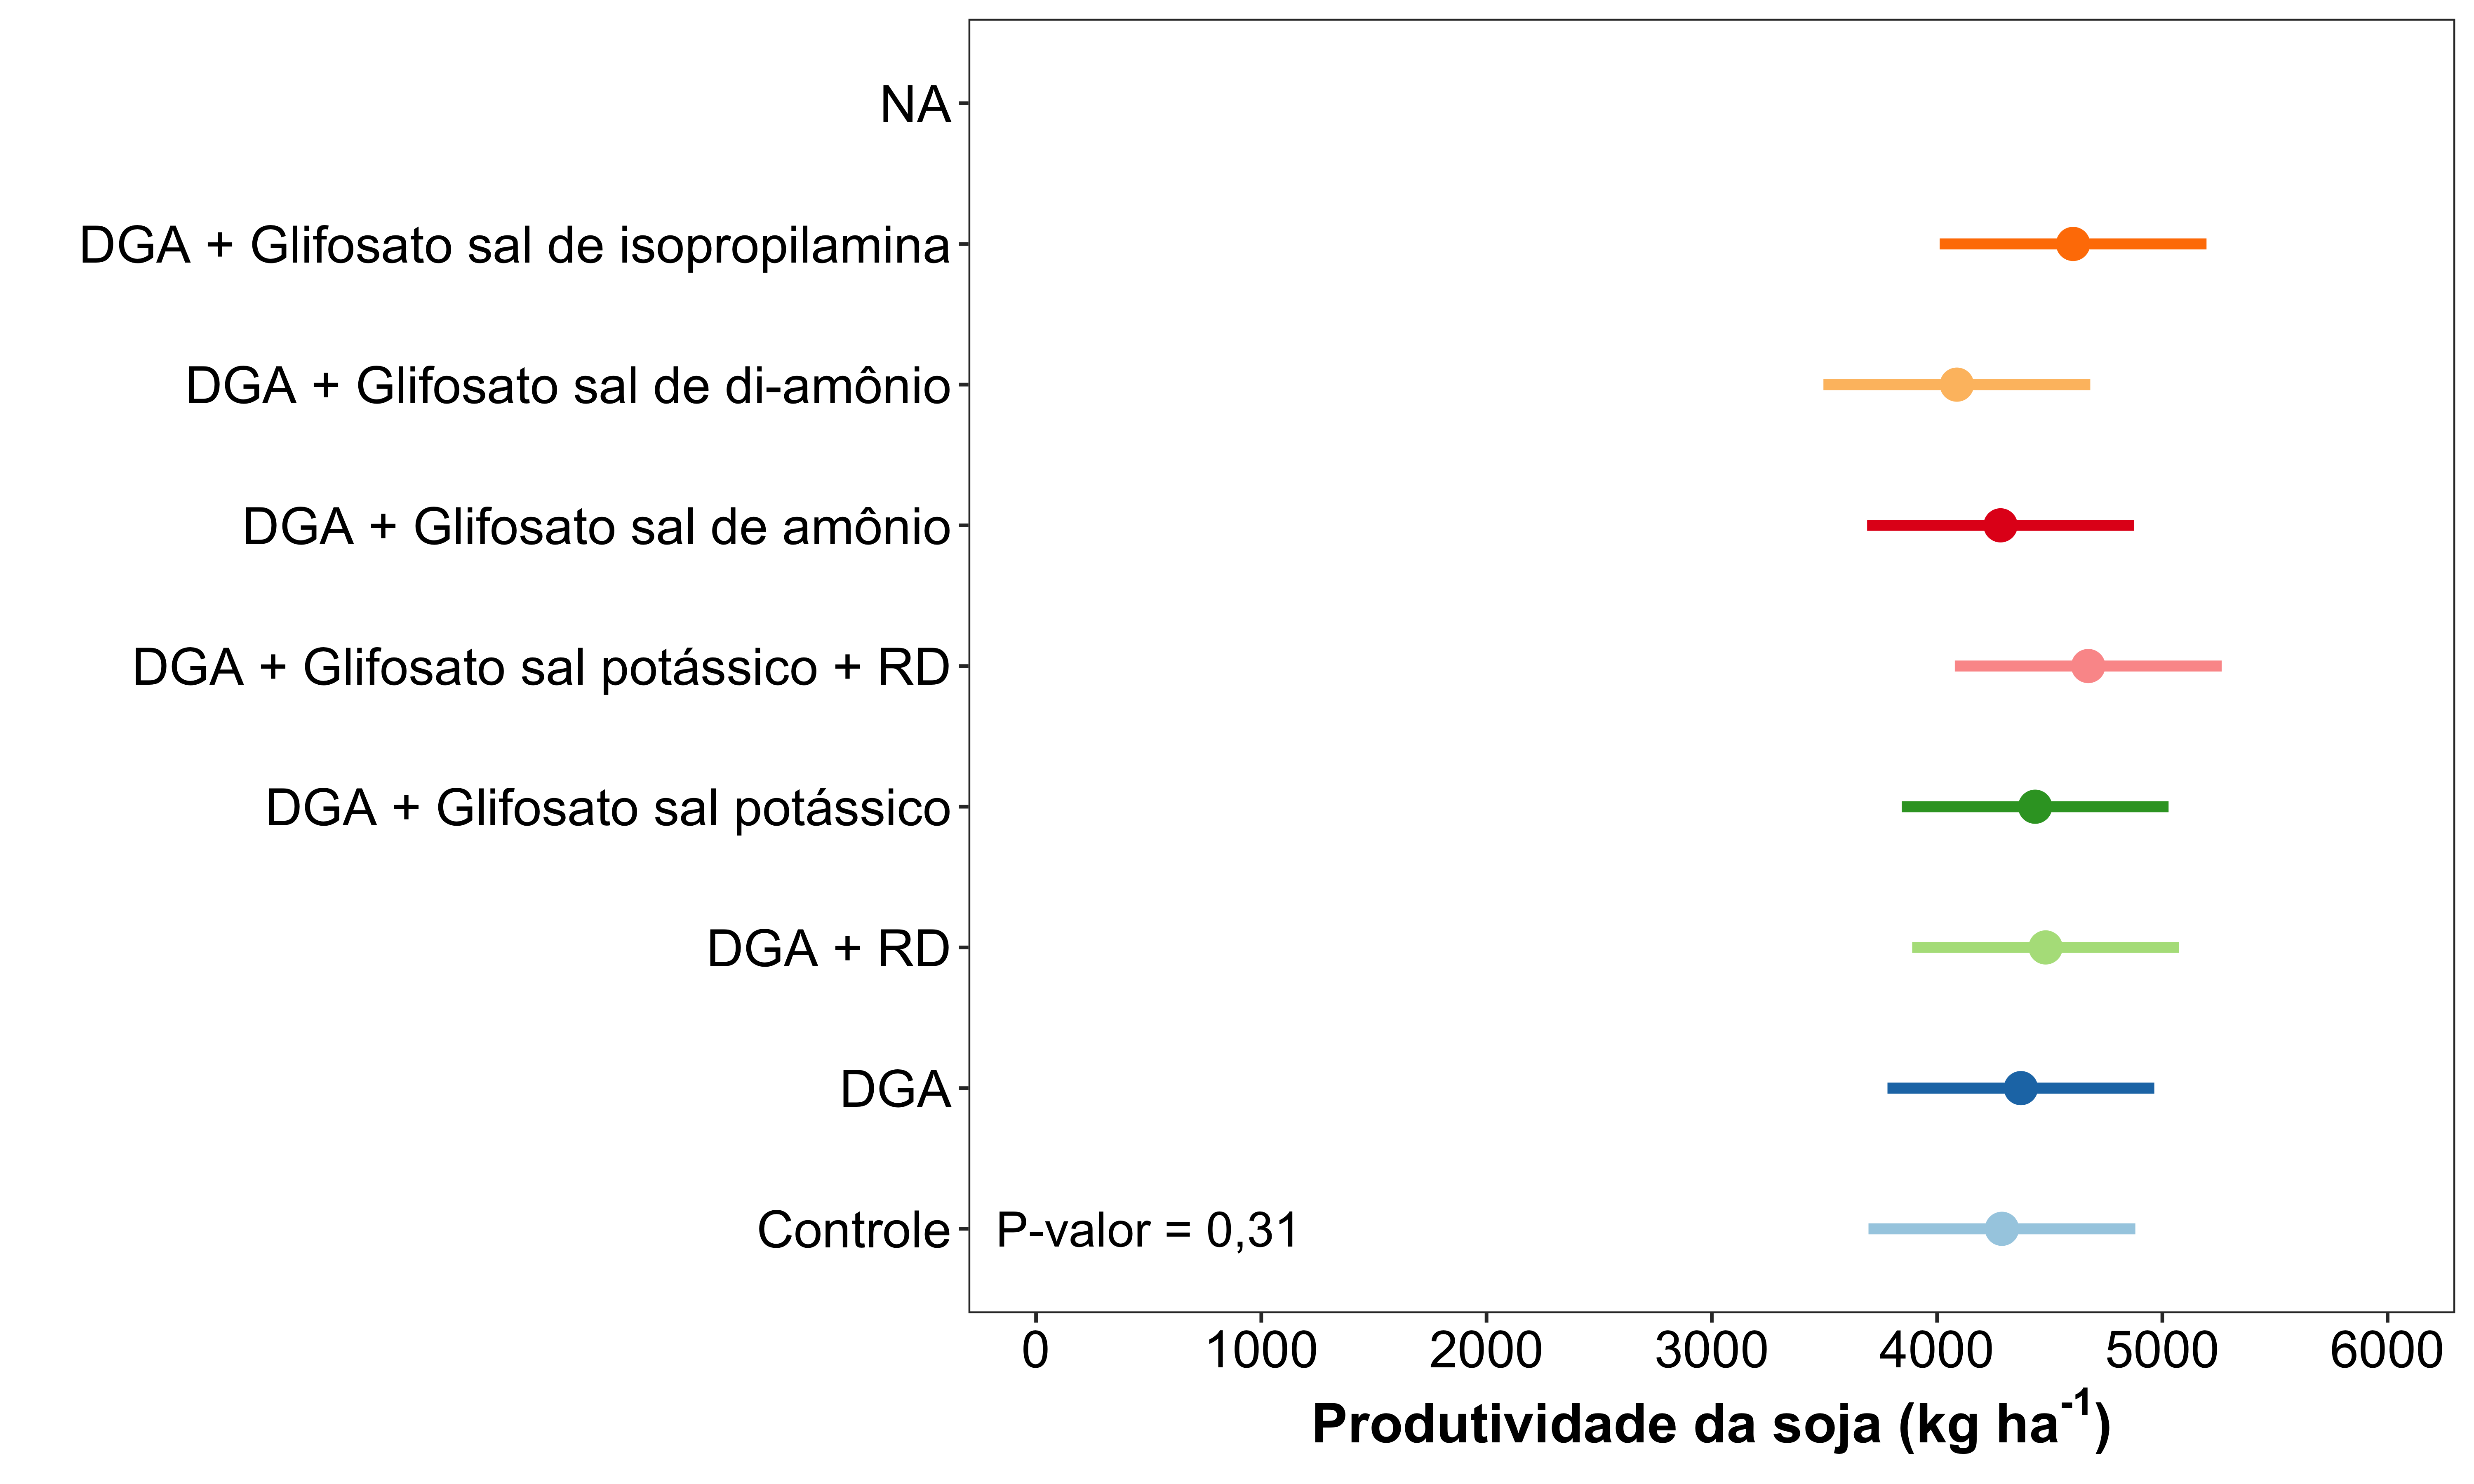 NA
DGA + Glifosato sal de isopropilamina
DGA + Glifosato sal de di-amônio
DGA + Glifosato sal de amônio
DGA + Glifosato sal potássico + RD
DGA + Glifosato sal potássico
DGA + RD
DGA
Controle
P-valor = 0,31
0 1000 2000 3000 4000 5000 6000
Produtividade da soja (kg ha⁻¹)